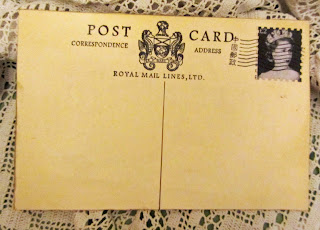 POST CARD
CORRESPONDENCE ADDRESS
ROYAL MAIL LINES, LTD.